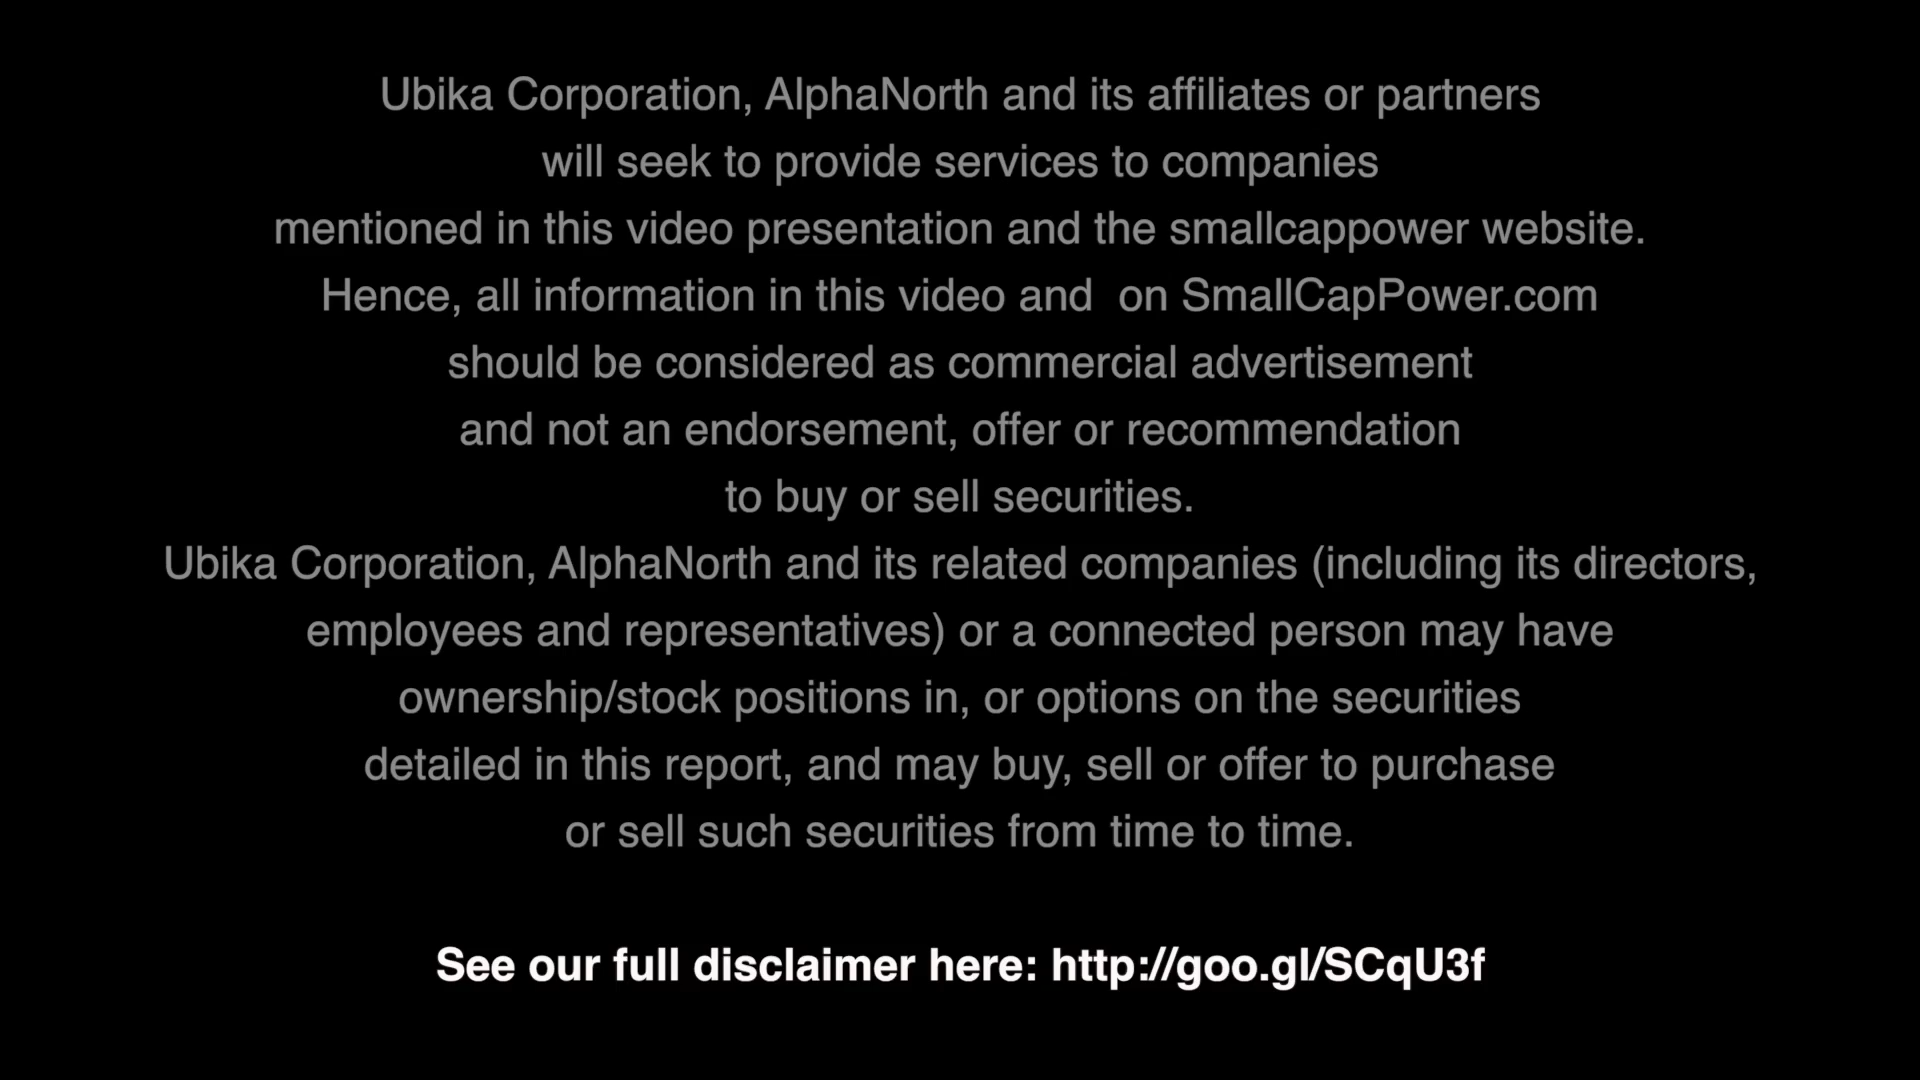 Ubika Corporation, AlphaNorth and its affiliates or partners
will seek to provide services to companies
mentioned in this video presentation and the smallcappower website.
Hence, all information in this video and  on SmallCapPower.com
should be considered as commercial advertisement
and not an endorsement, offer or recommendation
to buy or sell securities.
Ubika Corporation, AlphaNorth and its related companies (including its directors,
employees and representatives) or a connected person may have
ownership/stock positions in, or options on the securities
detailed in this report, and may buy, sell or offer to purchase
or sell such securities from time to time.
See our full disclaimer here: http://goo.gl/SCqU3f